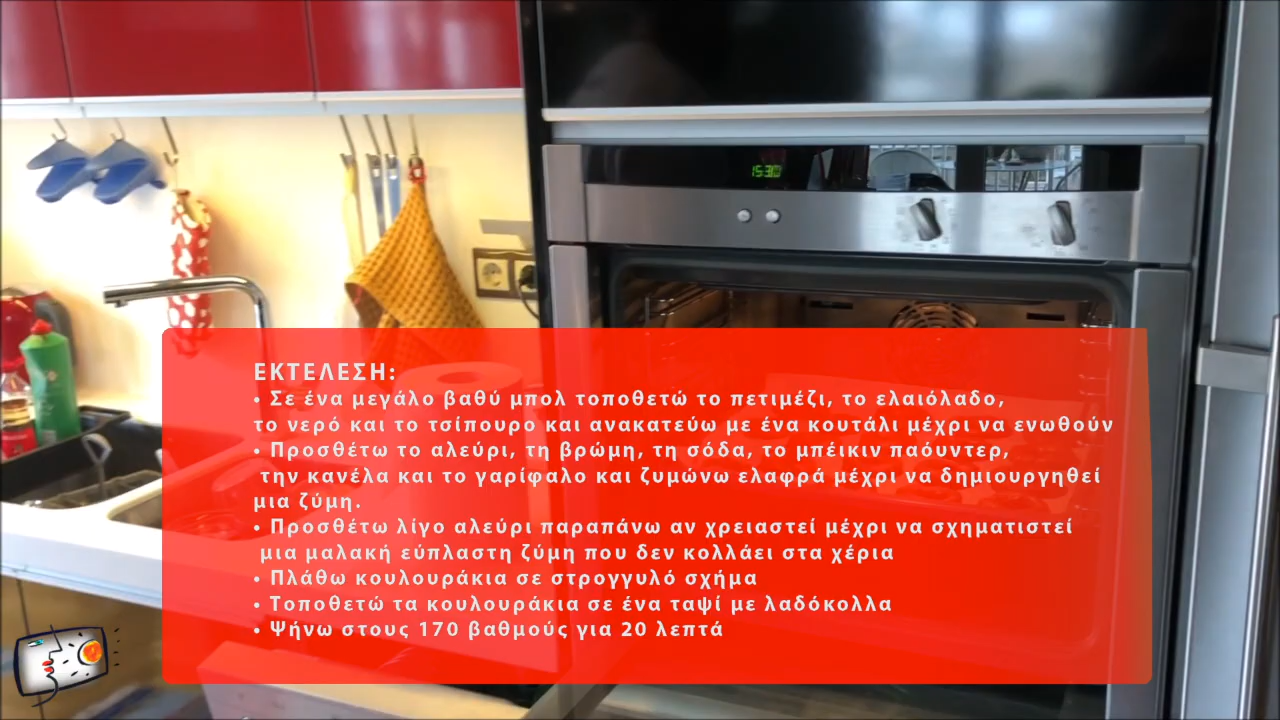 15:30
ΕΚΤΕΛΕΣΗ:
• Σε ένα μεγάλο βαθύ μπολ τοποθετώ το πετιμέζι, το ελαιόλαδο,
το νερό και το τσίπουρο και ανακατεύω με ένα κουτάλι μέχρι να ενωθούν
• Προσθέτω το αλεύρι, τη βρώμη, τη σόδα, το μπέικιν παόυντερ,
την κανέλα και το γαρίφαλο και ζυμώνω ελαφρά μέχρι να δημιουργηθεί
μια ζύμη.
• Προσθέτω λίγο αλεύρι παραπάνω αν χρειαστεί μέχρι να σχηματιστεί
μια μαλακή εύπλαστη ζύμη που δεν κολλάει στα χέρια
• Πλάθω κουλουράκια σε στρογγυλό σχήμα
• Τοποθετώ τα κουλουράκια σε ένα ταψί με λαδόκολλα
• Ψήνω στους 170 βαθμούς για 20 λεπτά